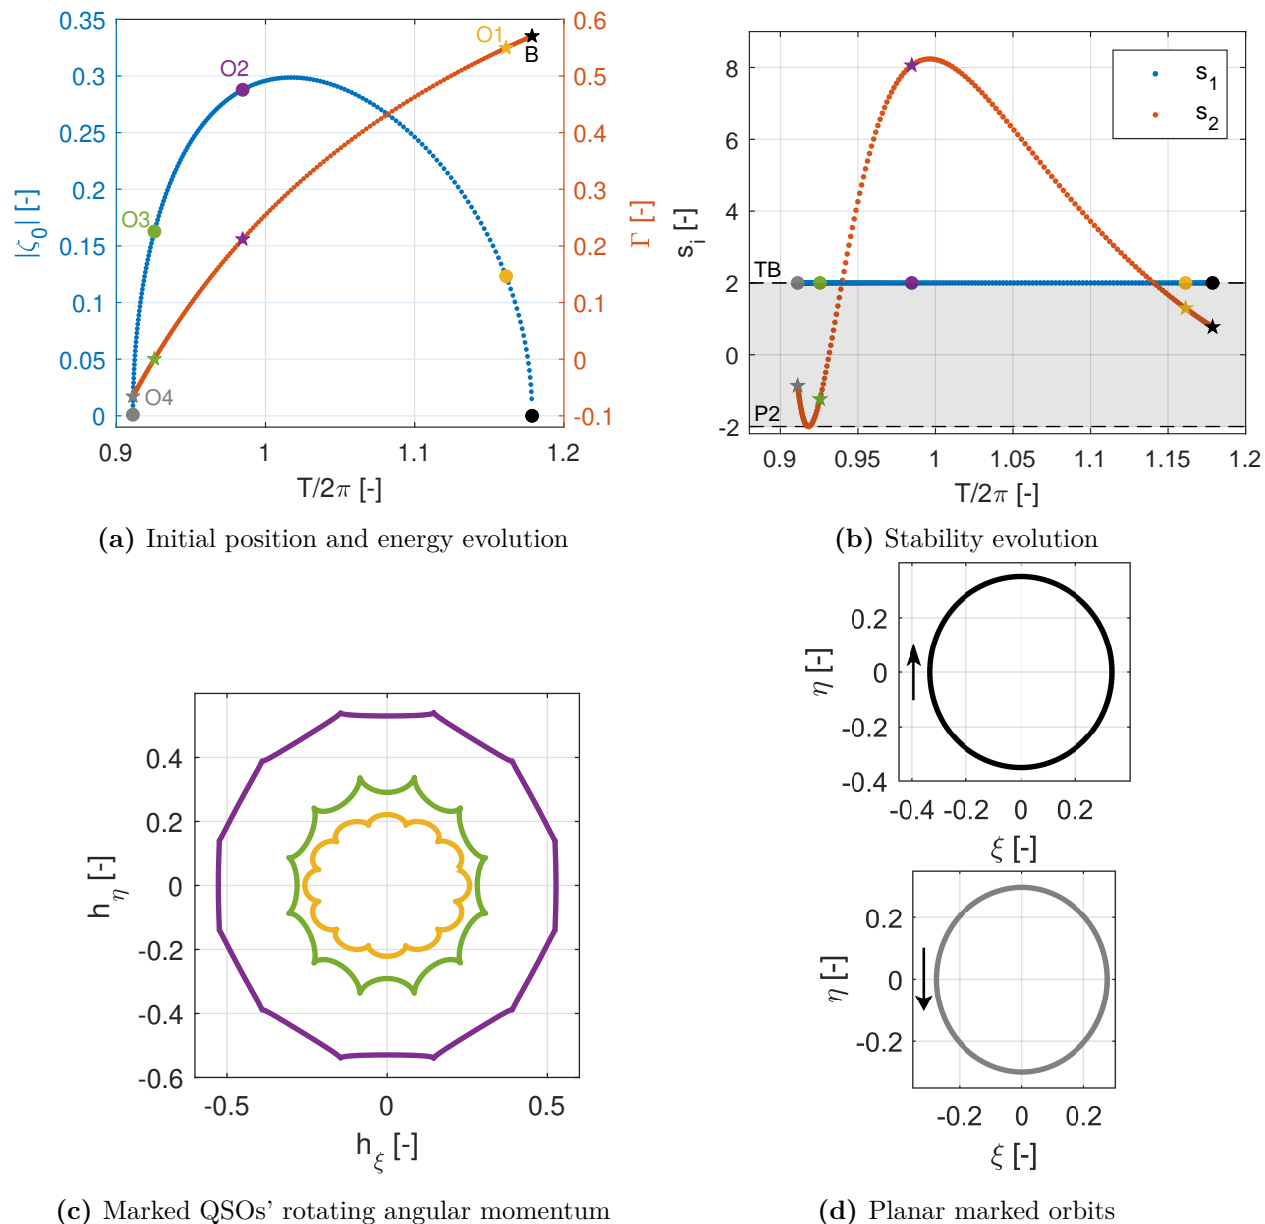 0.35
0.3
0.25
0.2
0.15
0.1
0.05
0
|ζ₀| [-]
O1
B
O2
O3
O4
0.6
0.5
0.4
0.3
0.2
0.1
0
-0.1
Γ [-]
0.9 1 1.1 1.2
T/2π [-]
(a) Initial position and energy evolution
8
6
4
2
0
-2
s_i [-]
s₁
s₂
TB
P2
0.9 0.95 1 1.05 1.1 1.15 1.2
T/2π [-]
(b) Stability evolution
0.4
0.2
0
-0.2
-0.4
-0.6
h_η [-]
-0.5 0 0.5
h_ξ [-]
(c) Marked QSOs' rotating angular momentum
0.2
0
-0.2
-0.4
η [-]
-0.4 -0.2 0 0.2
ξ [-]
0.2
0
-0.2
η [-]
-0.2 0 0.2
ξ [-]
(d) Planar marked orbits